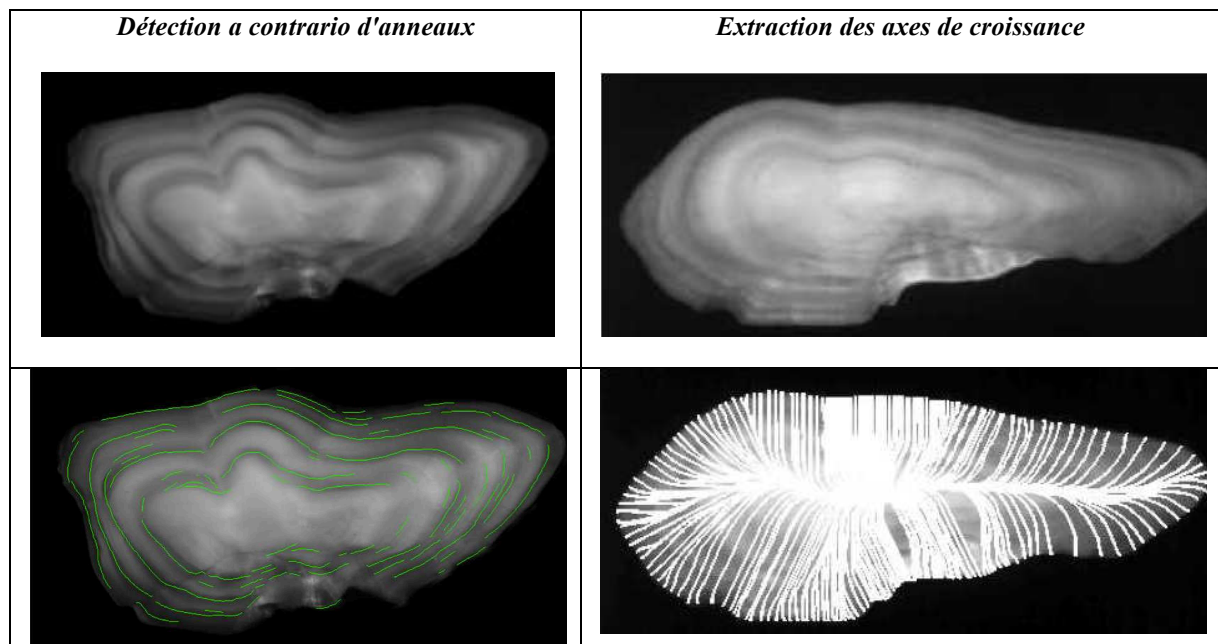 Détection a contrario d'anneaux
Extraction des axes de croissance